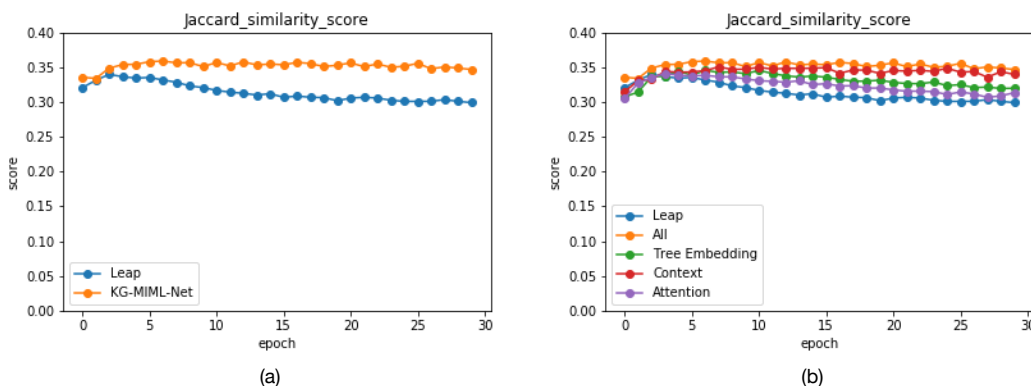 Jaccard_similarity_score
0.40
0.35
0.30
0.25
0.20
0.15
0.10
0.05
0.00
score
Leap
KG-MIML-Net
0 5 10 15 20 25 30
epoch
(a)
Jaccard_similarity_score
0.40
0.35
0.30
0.25
0.20
0.15
0.10
0.05
0.00
score
Leap
All
Tree Embedding
Context
Attention
0 5 10 15 20 25 30
epoch
(b)